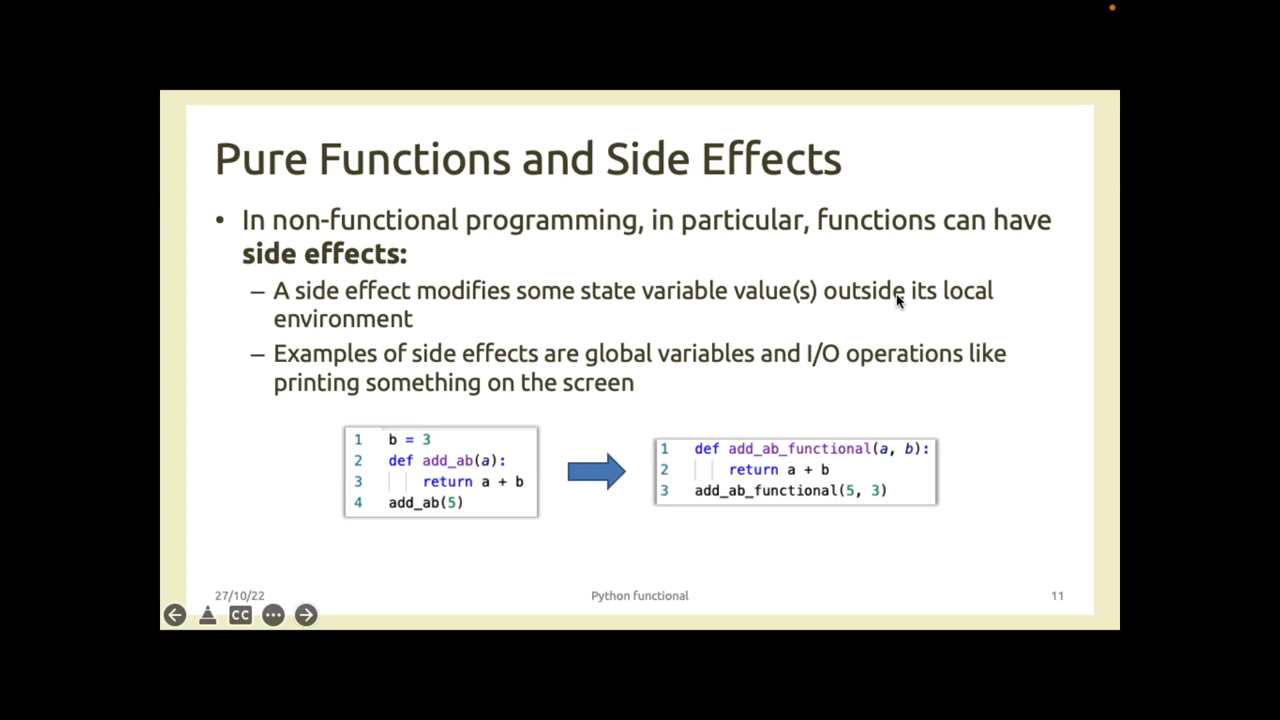 Pure Functions and Side Effects
• In non-functional programming, in particular, functions can have
side effects:
– A side effect modifies some state variable value(s) outside its local
environment
– Examples of side effects are global variables and I/O operations like
printing something on the screen
1 b = 3
2 def add_ab(a):
3 return a + b
4 add_ab(5)
1 def add_ab_functional(a, b):
2 return a + b
3 add_ab_functional(5, 3)
27/10/22
Python functional
11
CC